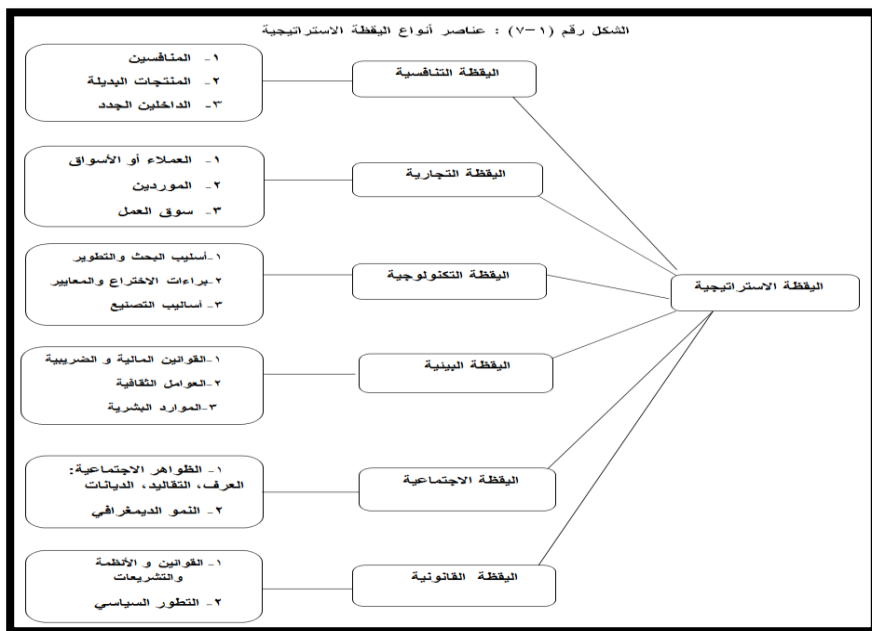 الشكل رقم (١-٧) : عناصر أنواع اليقظة الاستراتيجية
اليقظة الاستراتيجية
اليقظة التنافسية
١- المنافسين
٢- المنتجات البديلة
٣- الداخلين الجدد
اليقظة التجارية
١- العملاء أو الأسواق
٢- الموردين
٣- سوق العمل
اليقظة التكنولوجية
١-أسليب البحث والتطوير
٢-براءات الاختراع والمعايير
٣- أساليب التصنيع
اليقظة البيئية
١-القوانين المالية و الضريبية
٢-العوامل الثقافية
٣-الموارد البشرية
اليقظة الاجتماعية
١- الظواهر الاجتماعية:
العرف، التقاليد، الديانات
٢- النمو الديمغرافي
اليقظة القانونية
١- القوانين و الأنظمة
والتشريعات
٢- التطور السياسي